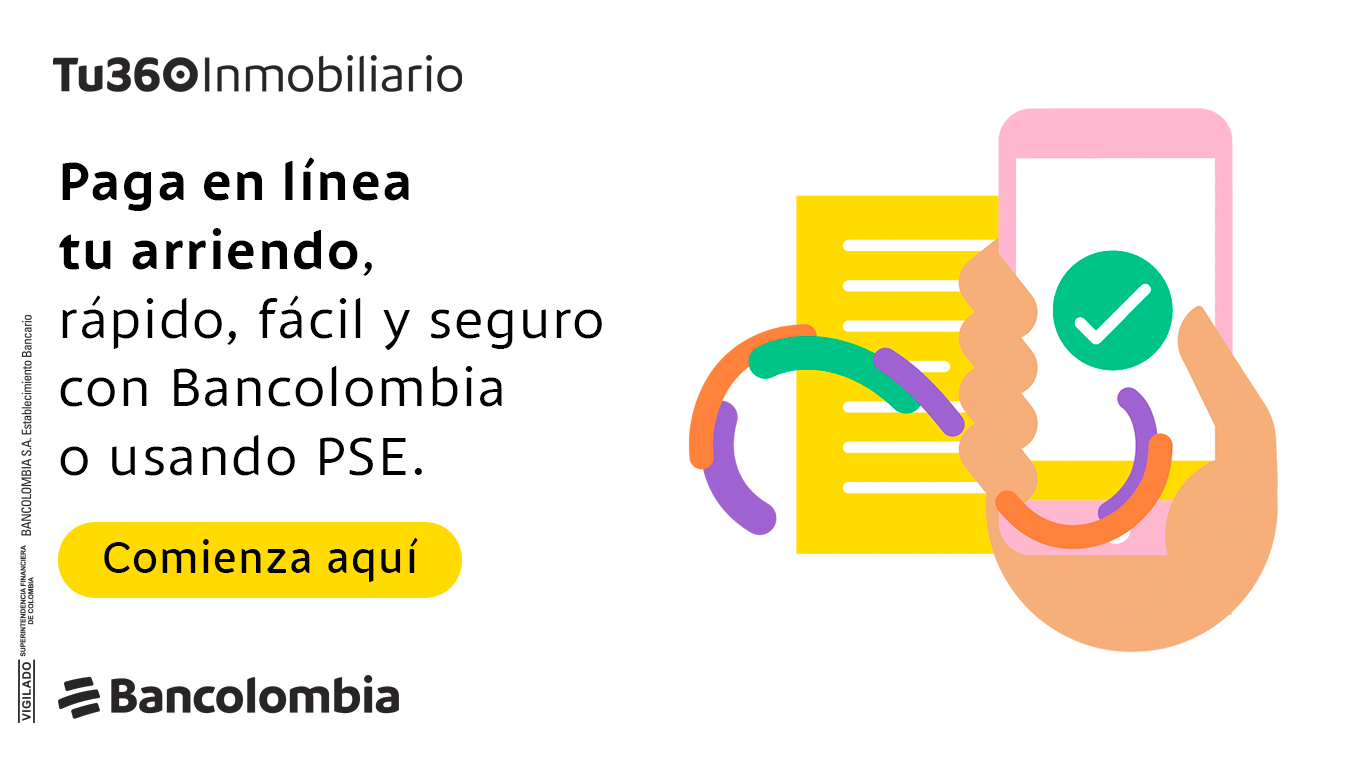 Tu360Inmobiliario
Paga en línea
tu arriendo,
rápido, fácil y seguro
con Bancolombia
o usando PSE.
Comienza aquí
Bancolombia
VIGILADO
SUPERINTENDENCIA FINANCIERA
DE COLOMBIA
BANCOLOMBIA S.A. Establecimiento Bancario